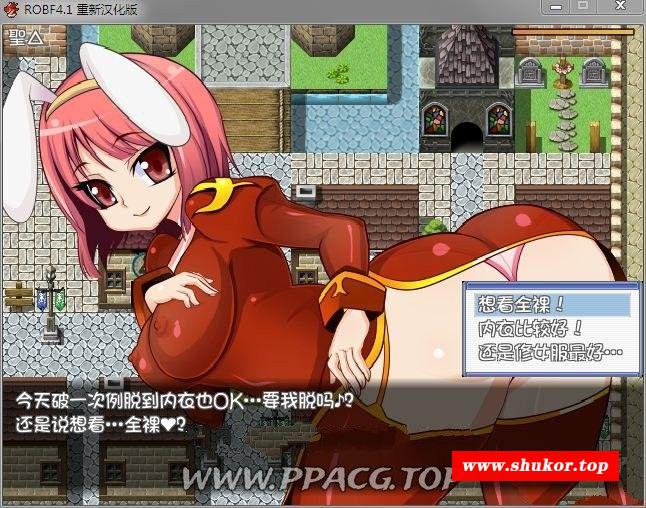 ROBF4.1 重新汉化版
聖△
想看全裸！
内衣比较好！
还是修女服最好…
今天破一次例脱到内衣也OK…要我脱吗♪?
还是说想看…全裸♥?
WWW.PPACG.TOP
www.shukor.top